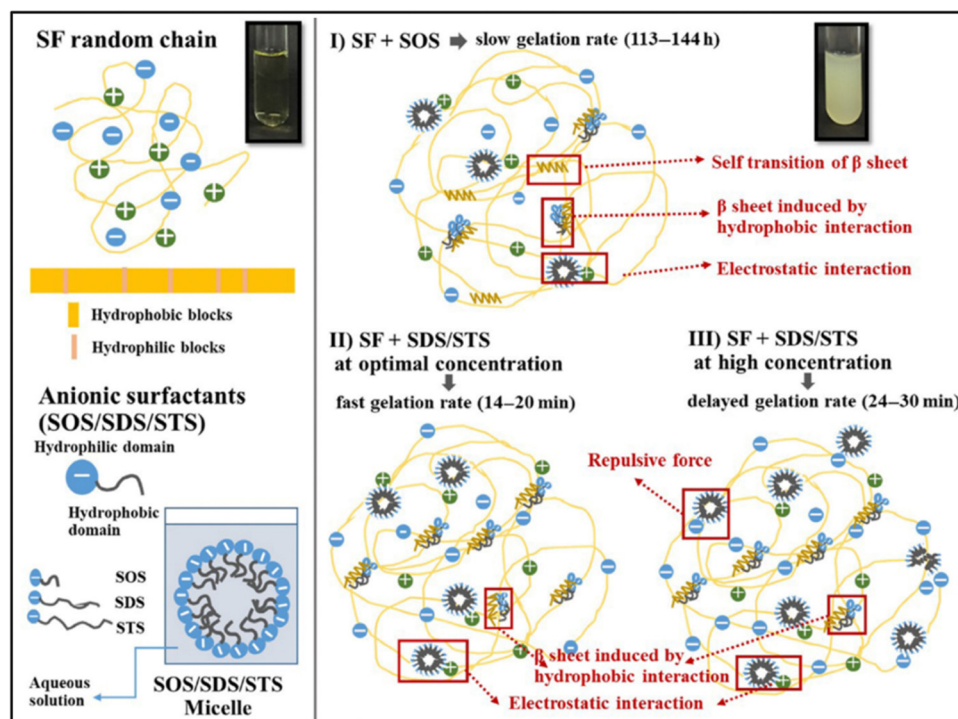 SF random chain
Hydrophobic blocks
Hydrophilic blocks
Anionic surfactants
(SOS/SDS/STS)
Hydrophilic domain
Hydrophobic
domain
SOS
SDS
STS
Aqueous
solution
SOS/SDS/STS
Micelle
I) SF + SOS slow gelation rate (113–144 h)
Self transition of β sheet
β sheet induced by
hydrophobic interaction
Electrostatic interaction
II) SF + SDS/STS
at optimal concentration
fast gelation rate (14–20 min)
III) SF + SDS/STS
at high concentration
delayed gelation rate (24–30 min)
Repulsive force
β sheet induced by
hydrophobic interaction
Electrostatic interaction